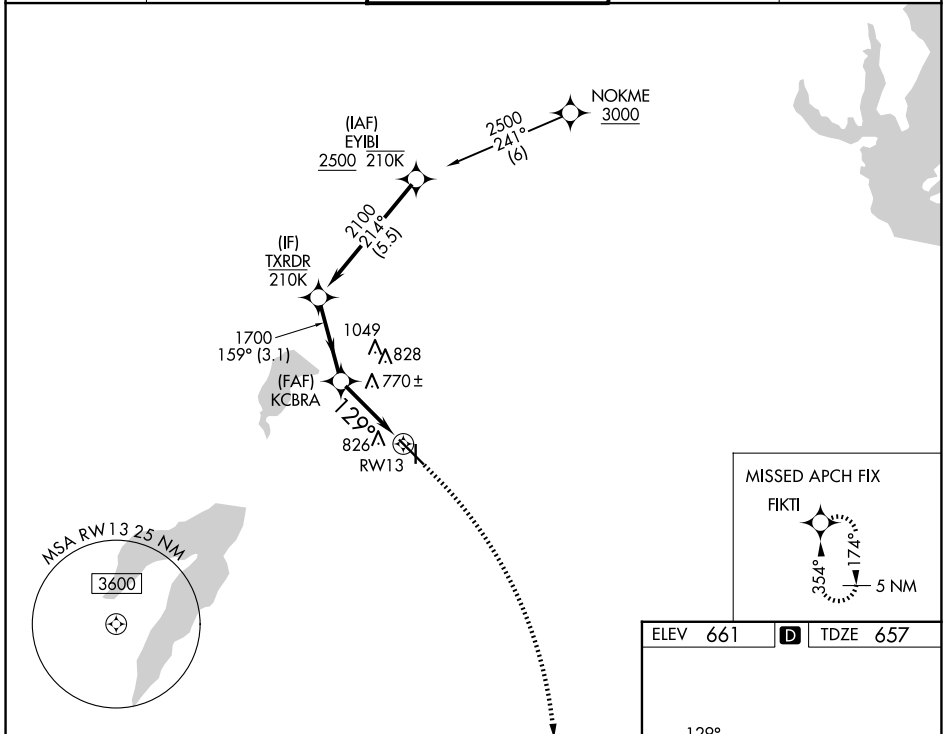 NOKME
3000
2500
241°
(6)
(IAF)
EYIBI
2500 210K
2100
214°
(5.5)
(IF)
TXRDR
210K
1700
159° (3.1)
1049
828
770±
(FAF)
KCBRA
129°
826
RW13
MISSED APCH FIX
FIKTI
354°
174°
5 NM
MSA RW13 25 NM
3600
ELEV 661 D TDZE 657
129°